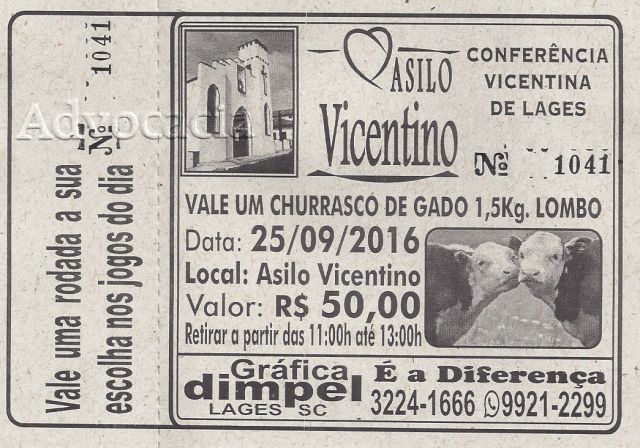 Vale uma rodada a sua
escolha nos jogos do dia
Nº 1041
Advocacia
ASILO
Vicentino
CONFERÊNCIA
VICENTINA
DE LAGES
Nº 1041
VALE UM CHURRASCO DE GADO 1,5Kg. LOMBO
Data: 25/09/2016
Local: Asilo Vicentino
Valor: R$ 50,00
Retirar a partir das 11:00h até 13:00h
Gráfica
dimpel
LAGES SC
É a Diferença
3224-1666 9921-2299